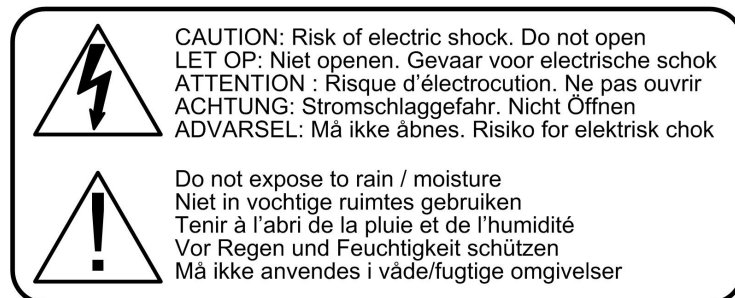 CAUTION: Risk of electric shock. Do not open
LET OP: Niet openen. Gevaar voor electrische schok
ATTENTION : Risque d'électrocution. Ne pas ouvrir
ACHTUNG: Stromschlaggefahr. Nicht Öffnen
ADVARSEL: Må ikke åbnes. Risiko for elektrisk chok
Do not expose to rain / moisture
Niet in vochtige ruimtes gebruiken
Tenir à l'abri de la pluie et de l'humidité
Vor Regen und Feuchtigkeit schützen
Må ikke anvendes i våde/fugtige omgivelser